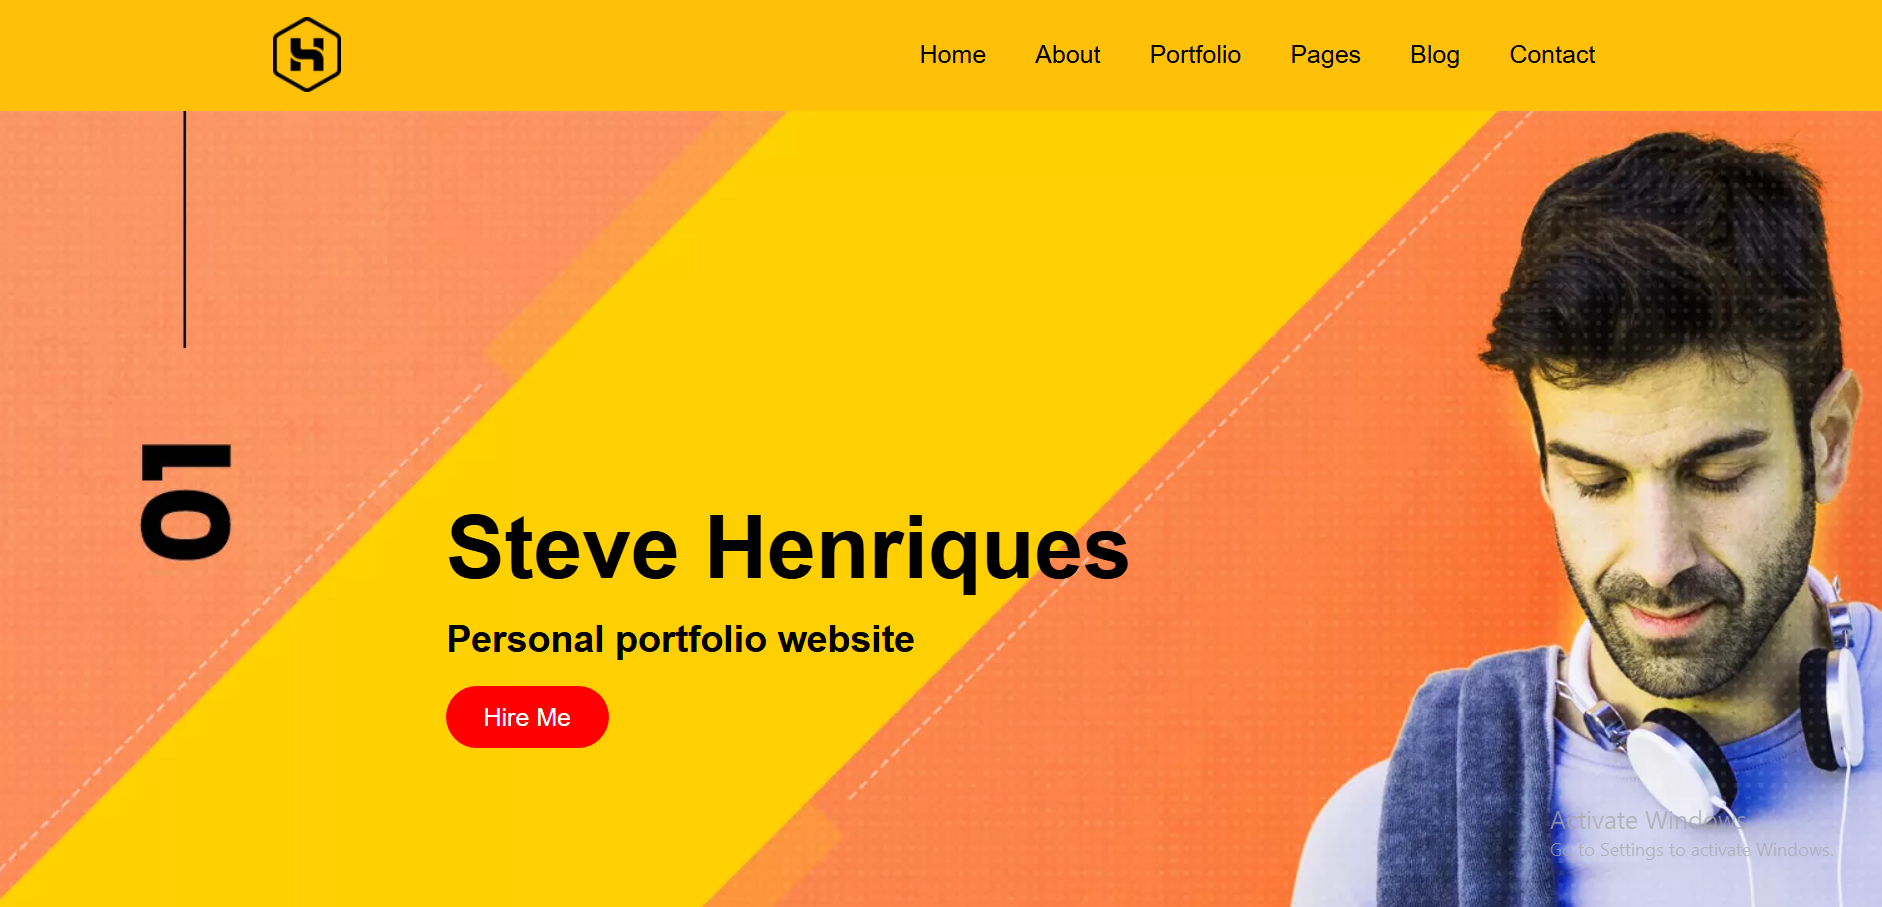 Home About Portfolio Pages Blog Contact
01
Steve Henriques
Personal portfolio website
Hire Me
Activate Windows
Go to Settings to activate Windows.